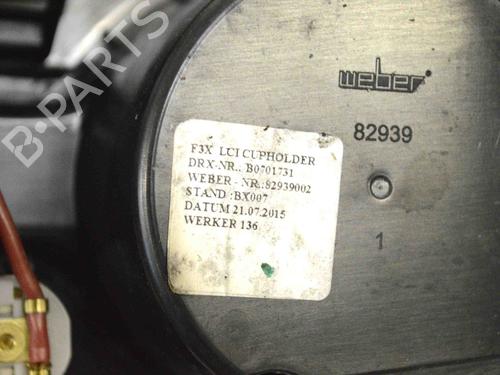 B-PARTS
weber
82939
F3X LCI CUPHOLDER
DRX-NR.: B0701731
WEBER - NR.:82939002
STAND :BX007
DATUM 21.07.2015
WERKER 136
1